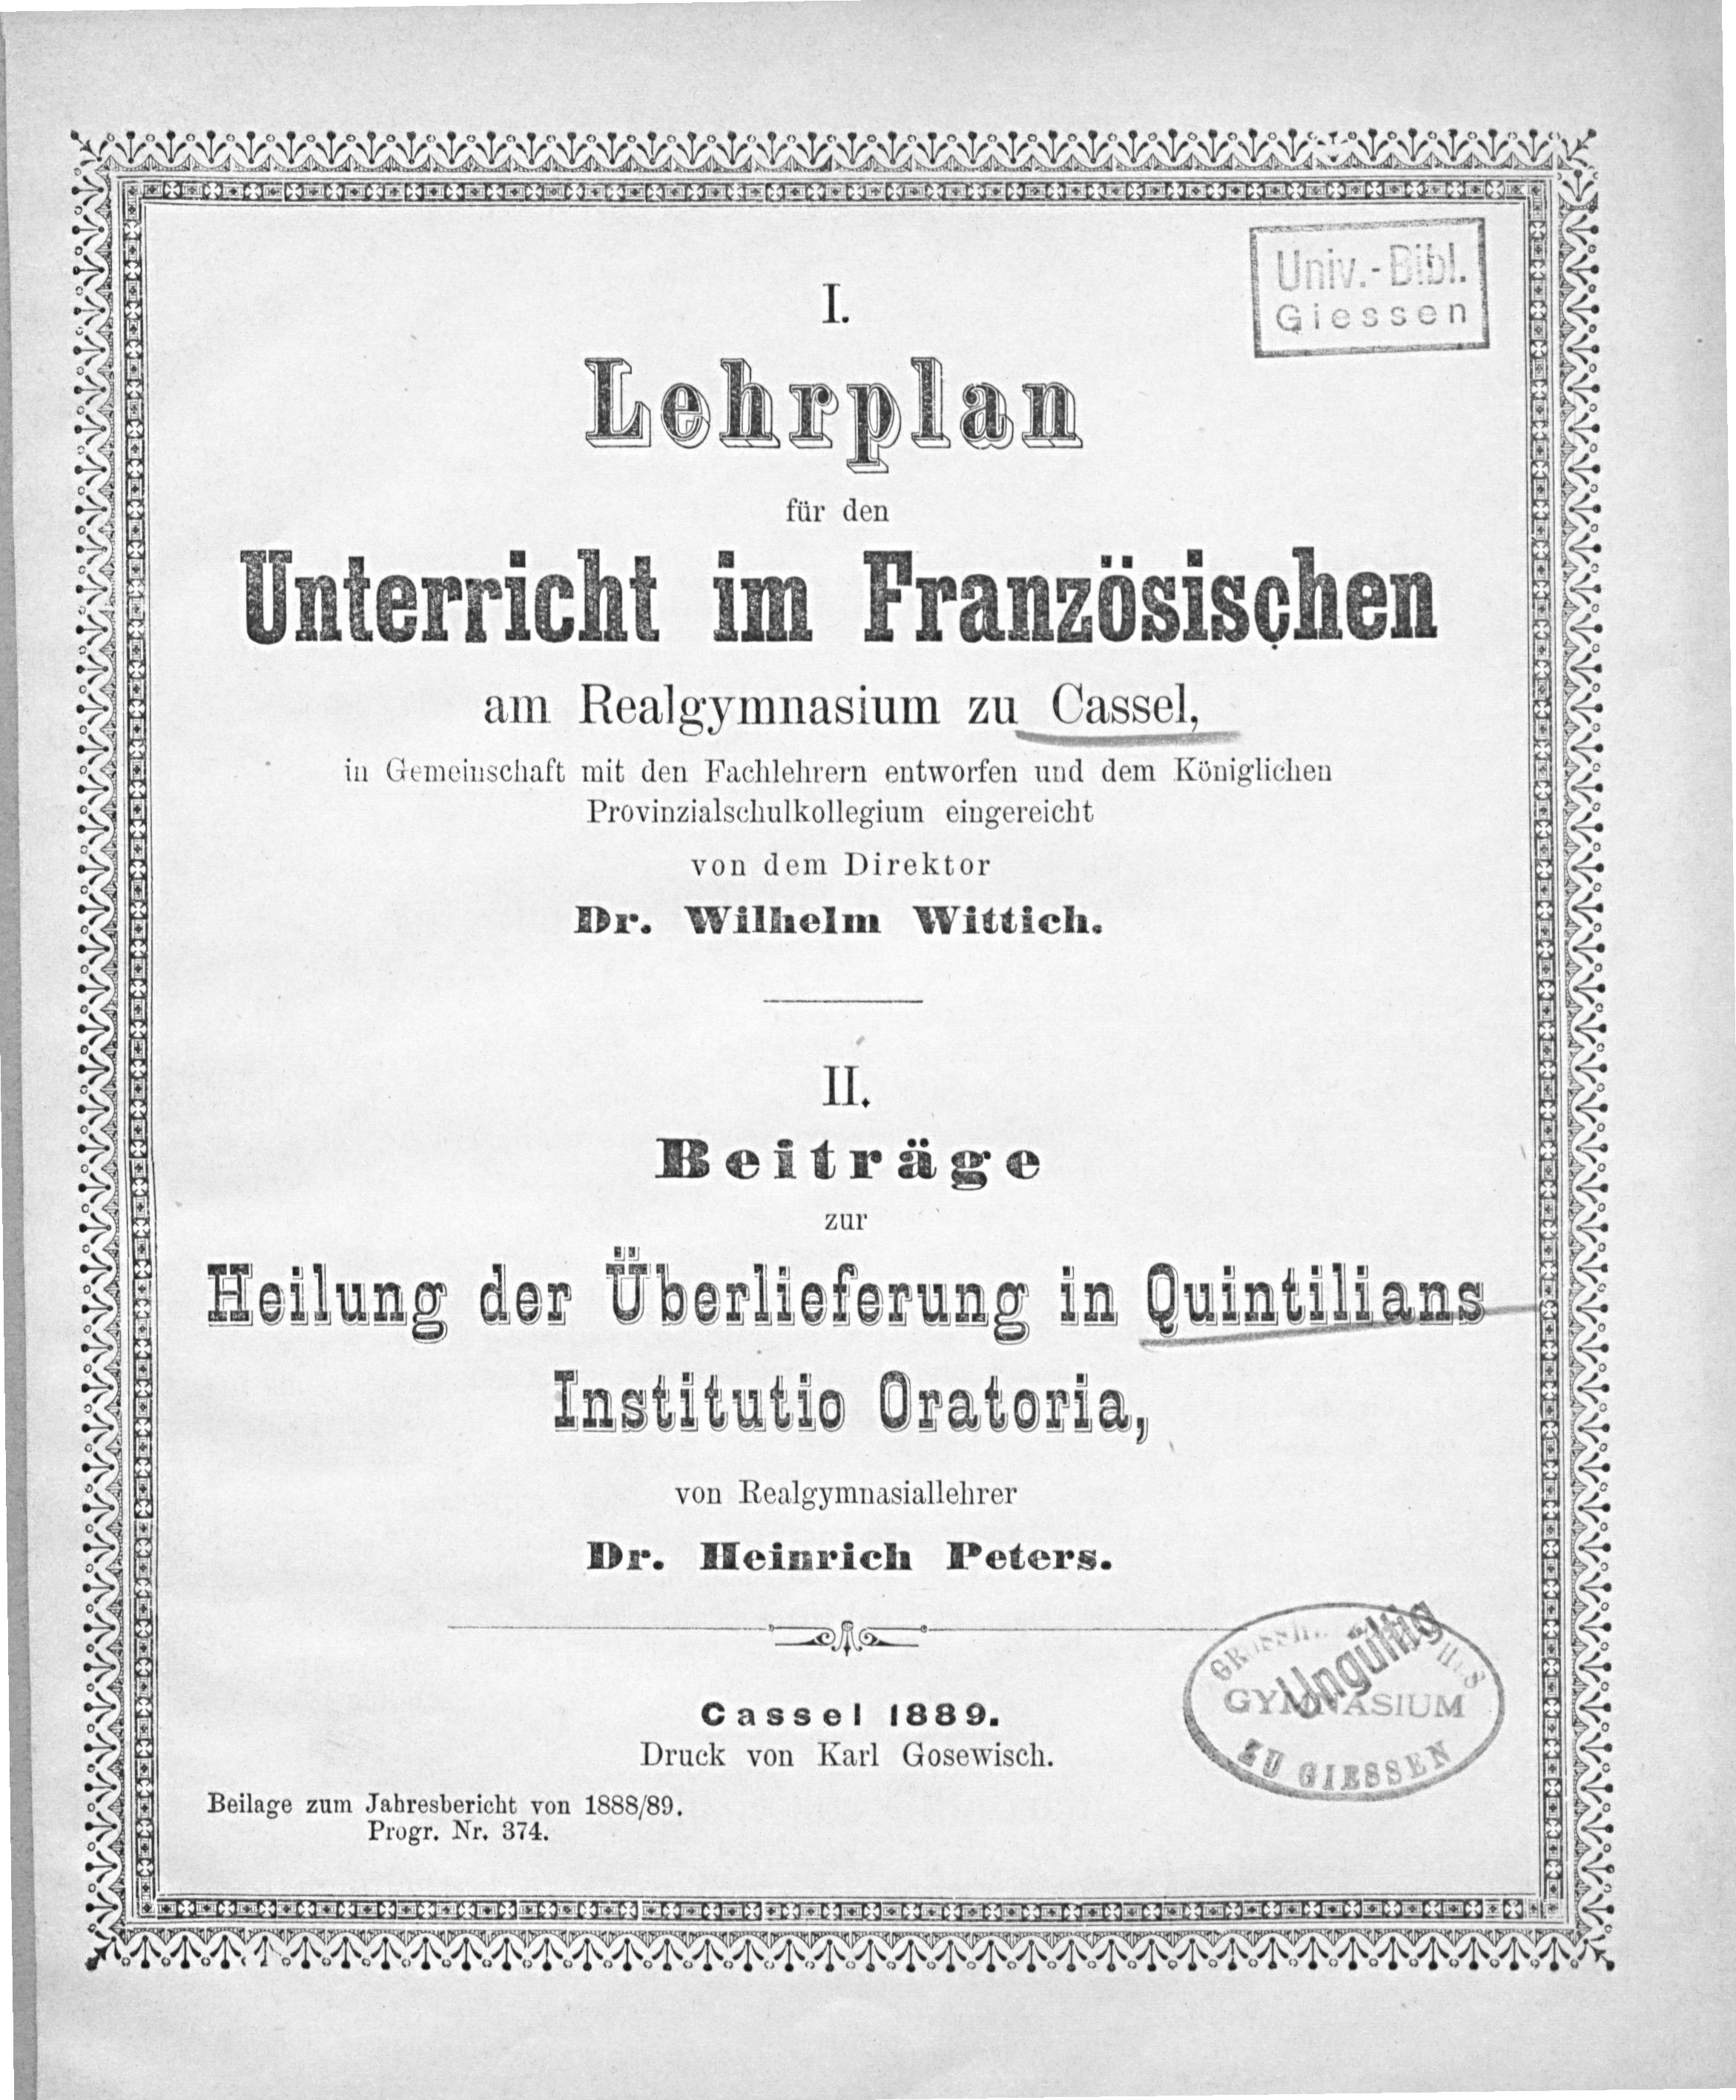 Univ.-Bibl.
Giessen
I.
Lehrplan
für den
Unterricht im Französischen
am Realgymnasium zu Cassel,
in Gemeinschaft mit den Fachlehrern entworfen und dem Königlichen
Provinzialschulkollegium eingereicht
von dem Direktor
Dr. Wilhelm Wittich.
II.
Beiträge
zur
Heilung der Überlieferung in Quintilians
Institutio Oratoria,
von Realgymnasiallehrer
Dr. Heinrich Peters.
Ungültig
GYMNASIUM
ZU GIESSEN
Cassel 1889.
Druck von Karl Gosewisch.
Beilage zum Jahresbericht von 1888/89.
Progr. Nr. 374.